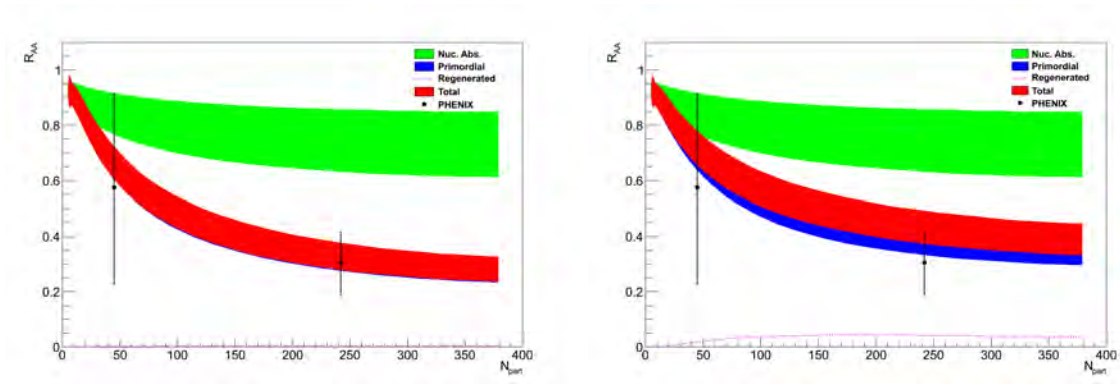 R_AA
1
0.8
0.6
0.4
0.2
0
Nuc. Abs.
Primordial
Regenerated
Total
PHENIX
0 50 100 150 200 250 300 350 400
N_part
R_AA
1
0.8
0.6
0.4
0.2
0
Nuc. Abs.
Primordial
Regenerated
Total
PHENIX
0 50 100 150 200 250 300 350 400
N_part